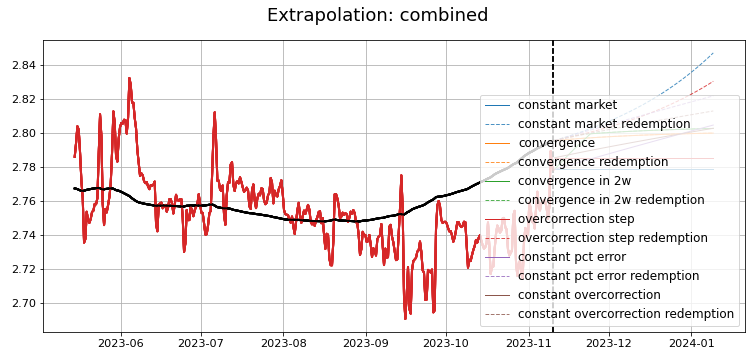 Extrapolation: combined
2.84
2.82
2.80
2.78
2.76
2.74
2.72
2.70
constant market
constant market redemption
convergence
convergence redemption
convergence in 2w
convergence in 2w redemption
overcorrection step
overcorrection step redemption
constant pct error
constant pct error redemption
constant overcorrection
constant overcorrection redemption
2023-06
2023-07
2023-08
2023-09
2023-10
2023-11
2023-12
2024-01